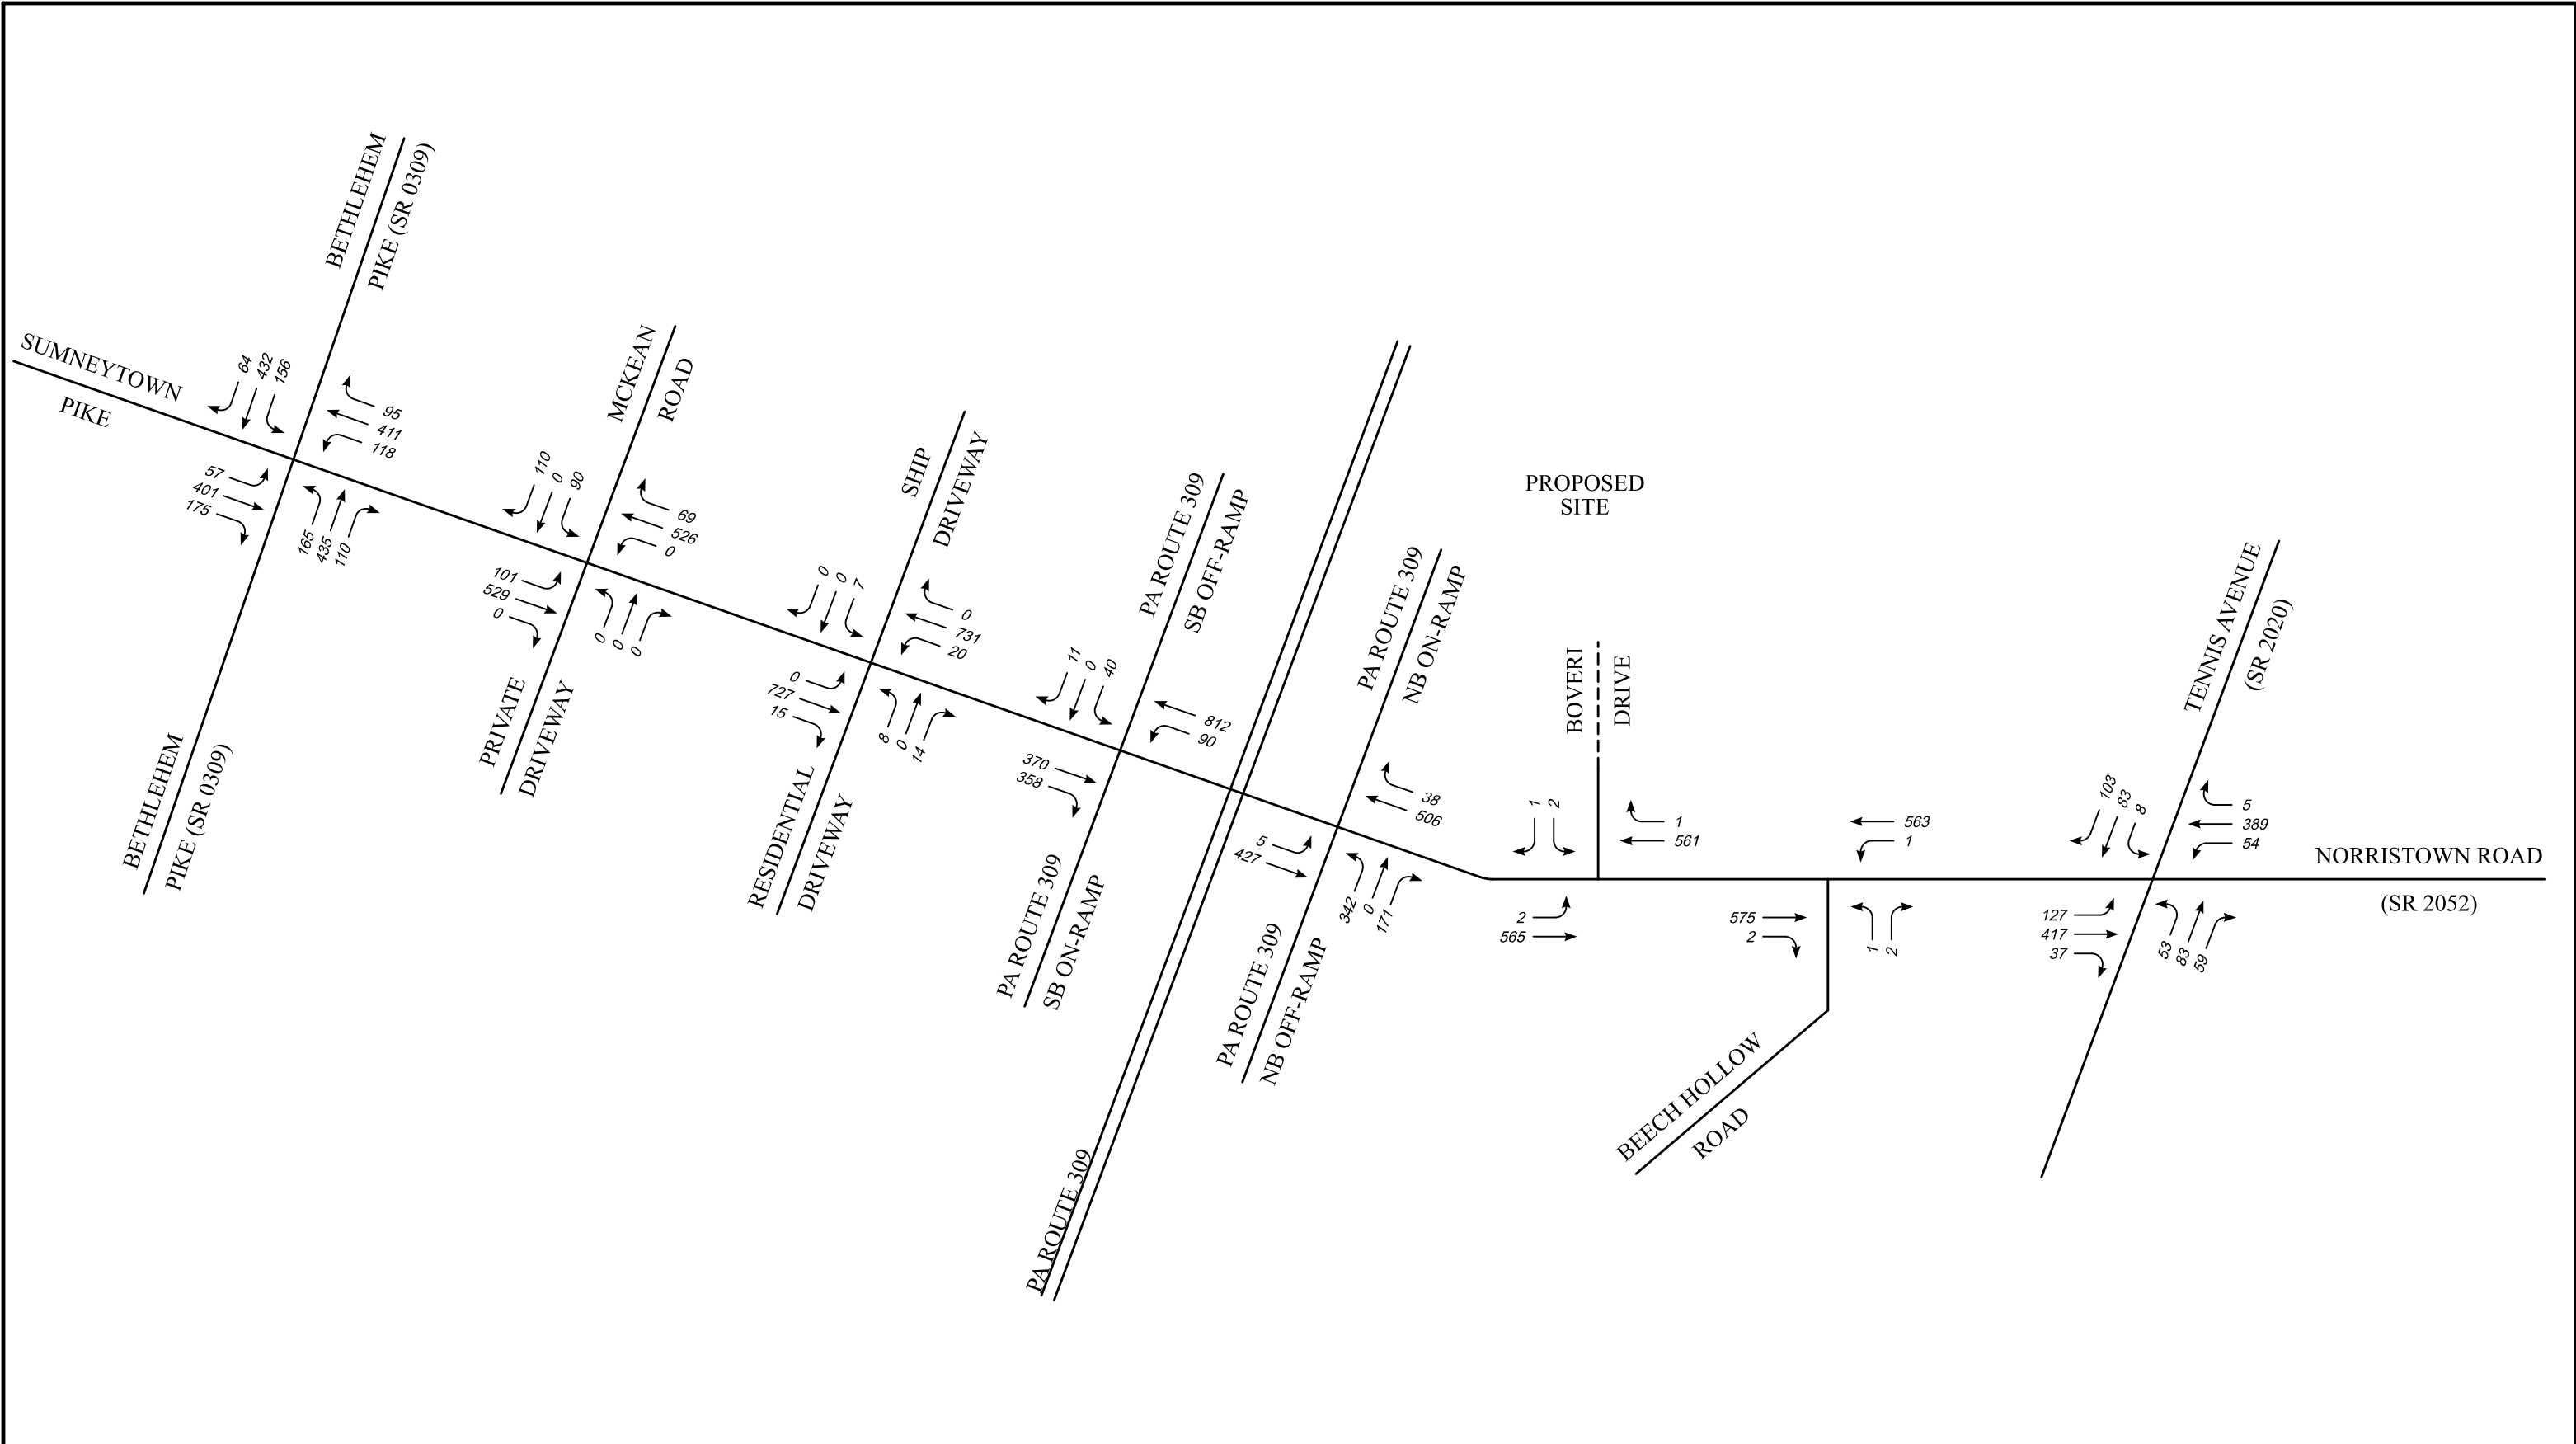 BETHLEHEM
PIKE (SR 0309)
SUMNEYTOWN
PIKE
64
432
156
95
411
118
57
401
175
165
435
110
BETHLEHEM
PIKE (SR 0309)
MCKEAN
ROAD
110
0
90
69
526
0
101
529
0
0
0
0
PRIVATE
DRIVEWAY
SHIP
DRIVEWAY
0
0
7
0
731
20
0
727
15
8
0
14
RESIDENTIAL
DRIVEWAY
PA ROUTE 309
SB OFF-RAMP
11
0
40
812
90
370
358
PA ROUTE 309
SB ON-RAMP
PA ROUTE 309
PA ROUTE 309
NB ON-RAMP
38
506
5
427
342
0
171
PA ROUTE 309
NB OFF-RAMP
PROPOSED
SITE
BOVERI
DRIVE
1
2
1
561
2
565
563
1
575
2
1
2
BEECH HOLLOW
ROAD
TENNIS AVENUE
(SR 2020)
103
83
8
5
389
54
127
417
37
53
83
59
NORRISTOWN ROAD
(SR 2052)